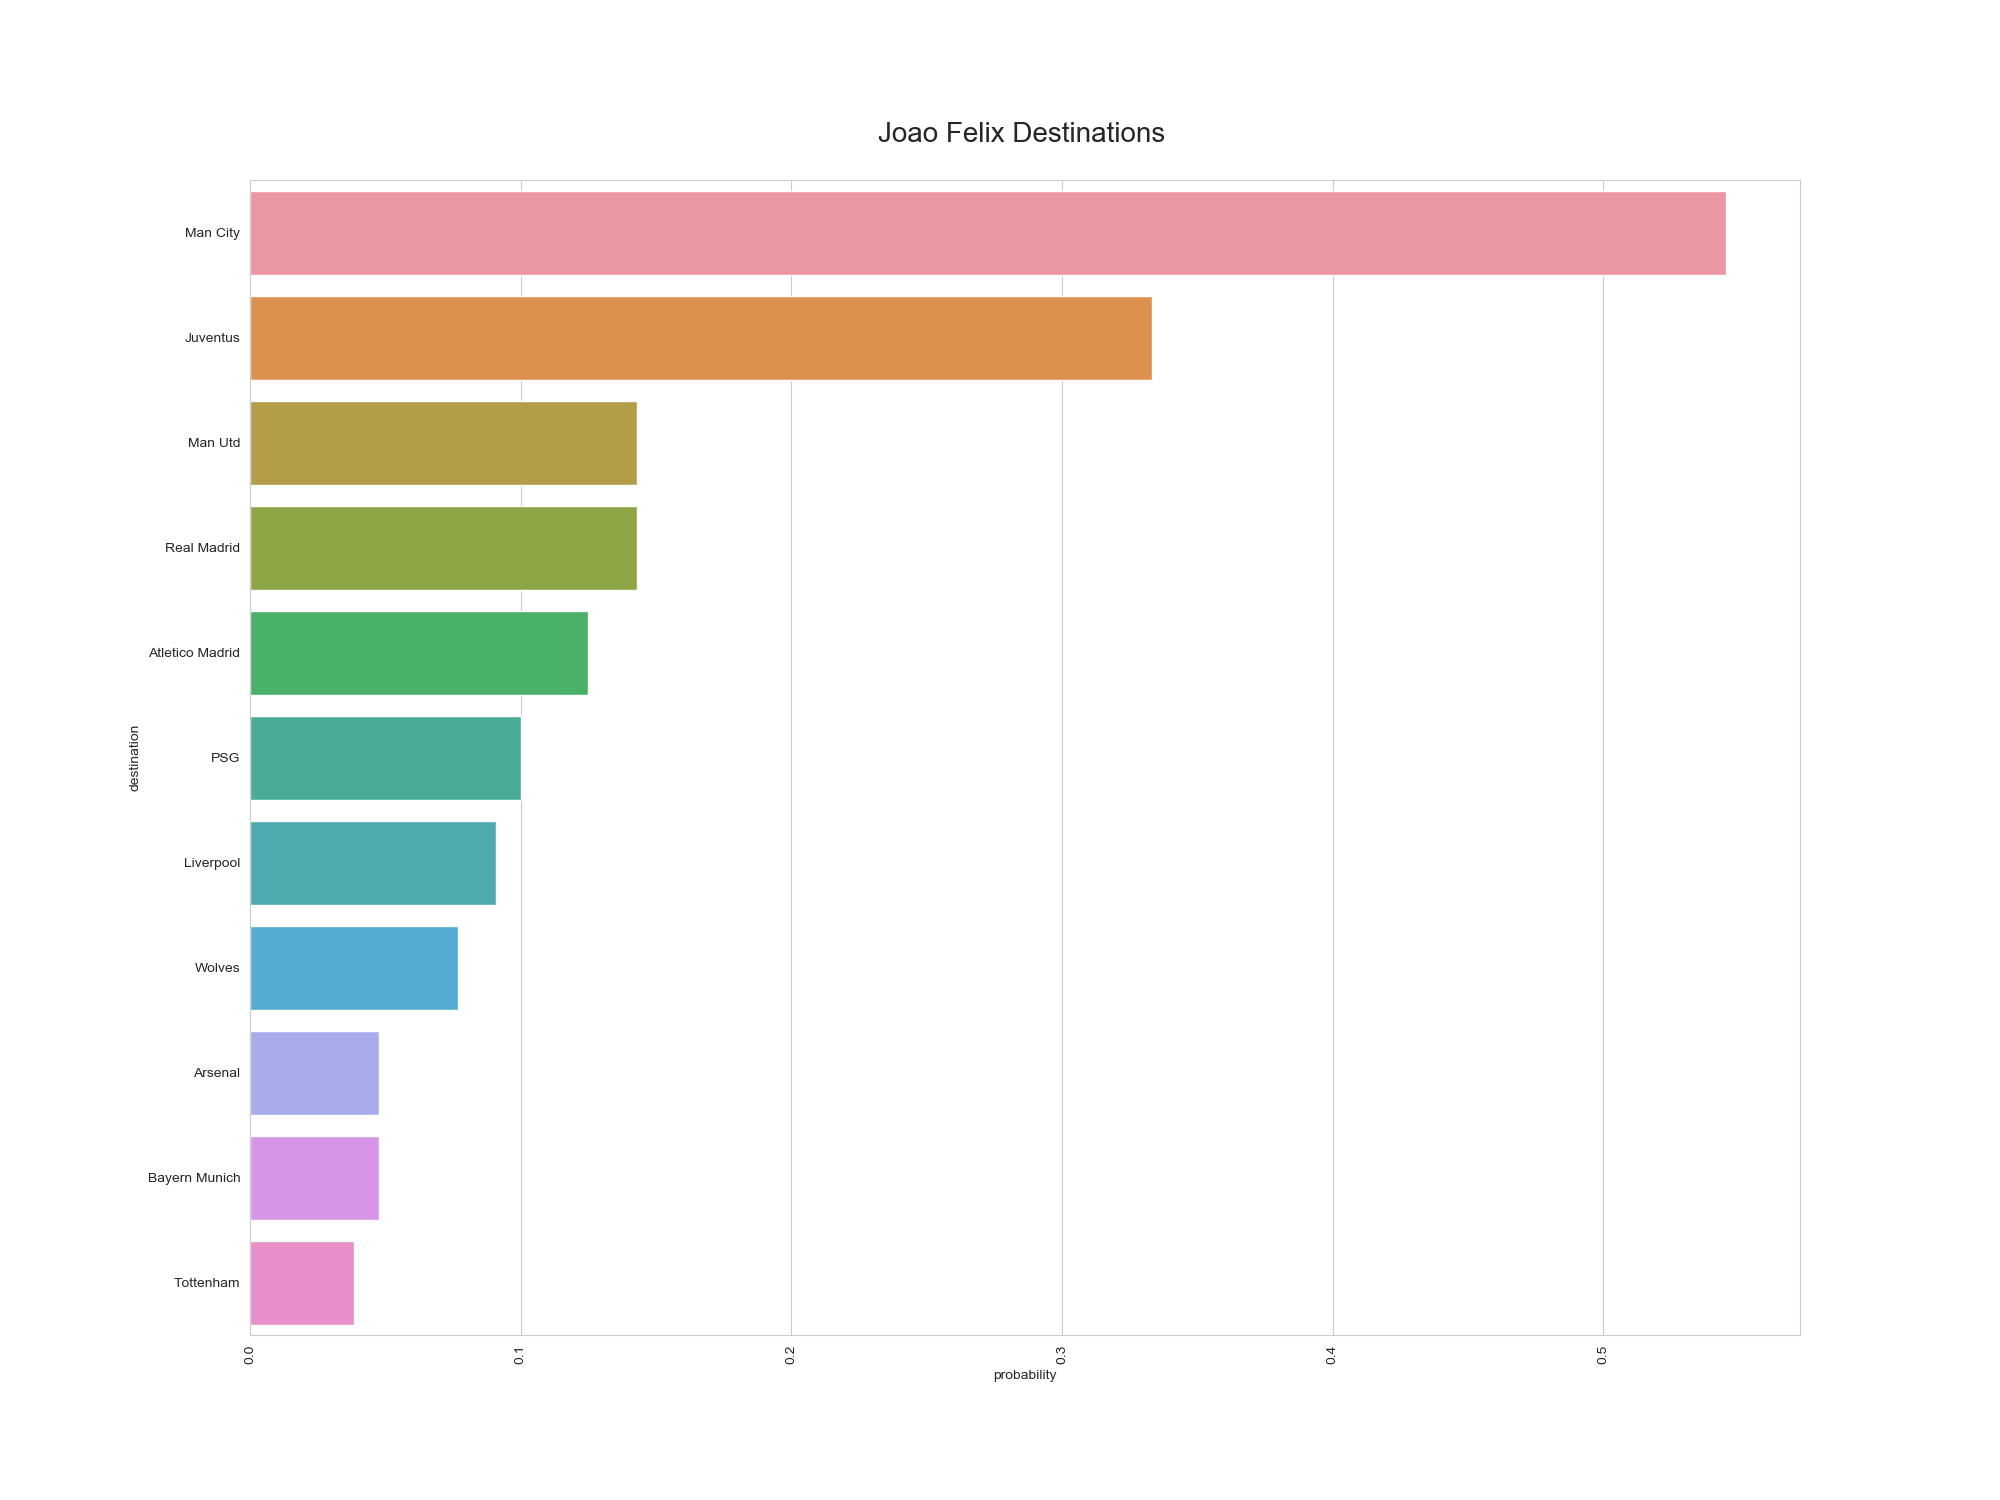 Joao Felix Destinations
Man City
Juventus
Man Utd
Real Madrid
Atletico Madrid
PSG
Liverpool
Wolves
Arsenal
Bayern Munich
Tottenham
destination
0.0
0.1
0.2
0.3
0.4
0.5
probability